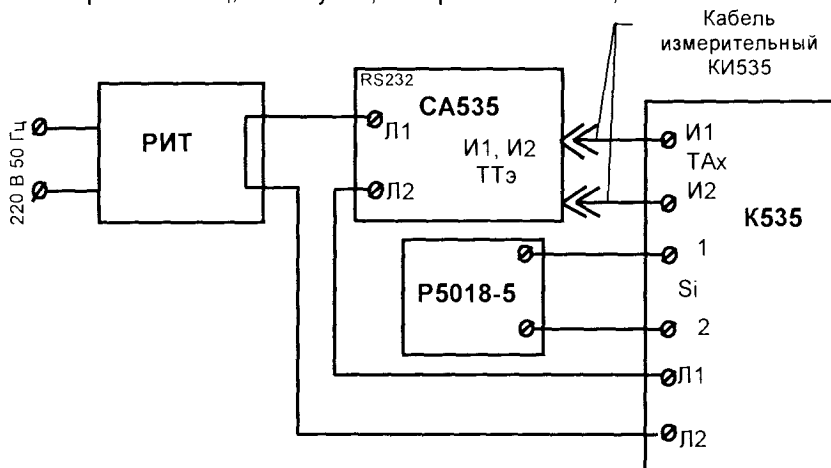 Кабель
измерительный
КИ535
RS232
СА535
Л1
Л2
И1, И2
ТТэ
РИТ
220 В 50 Гц
И1
ТАх
И2
К535
1
Si
2
Р5018-5
Л1
Л2